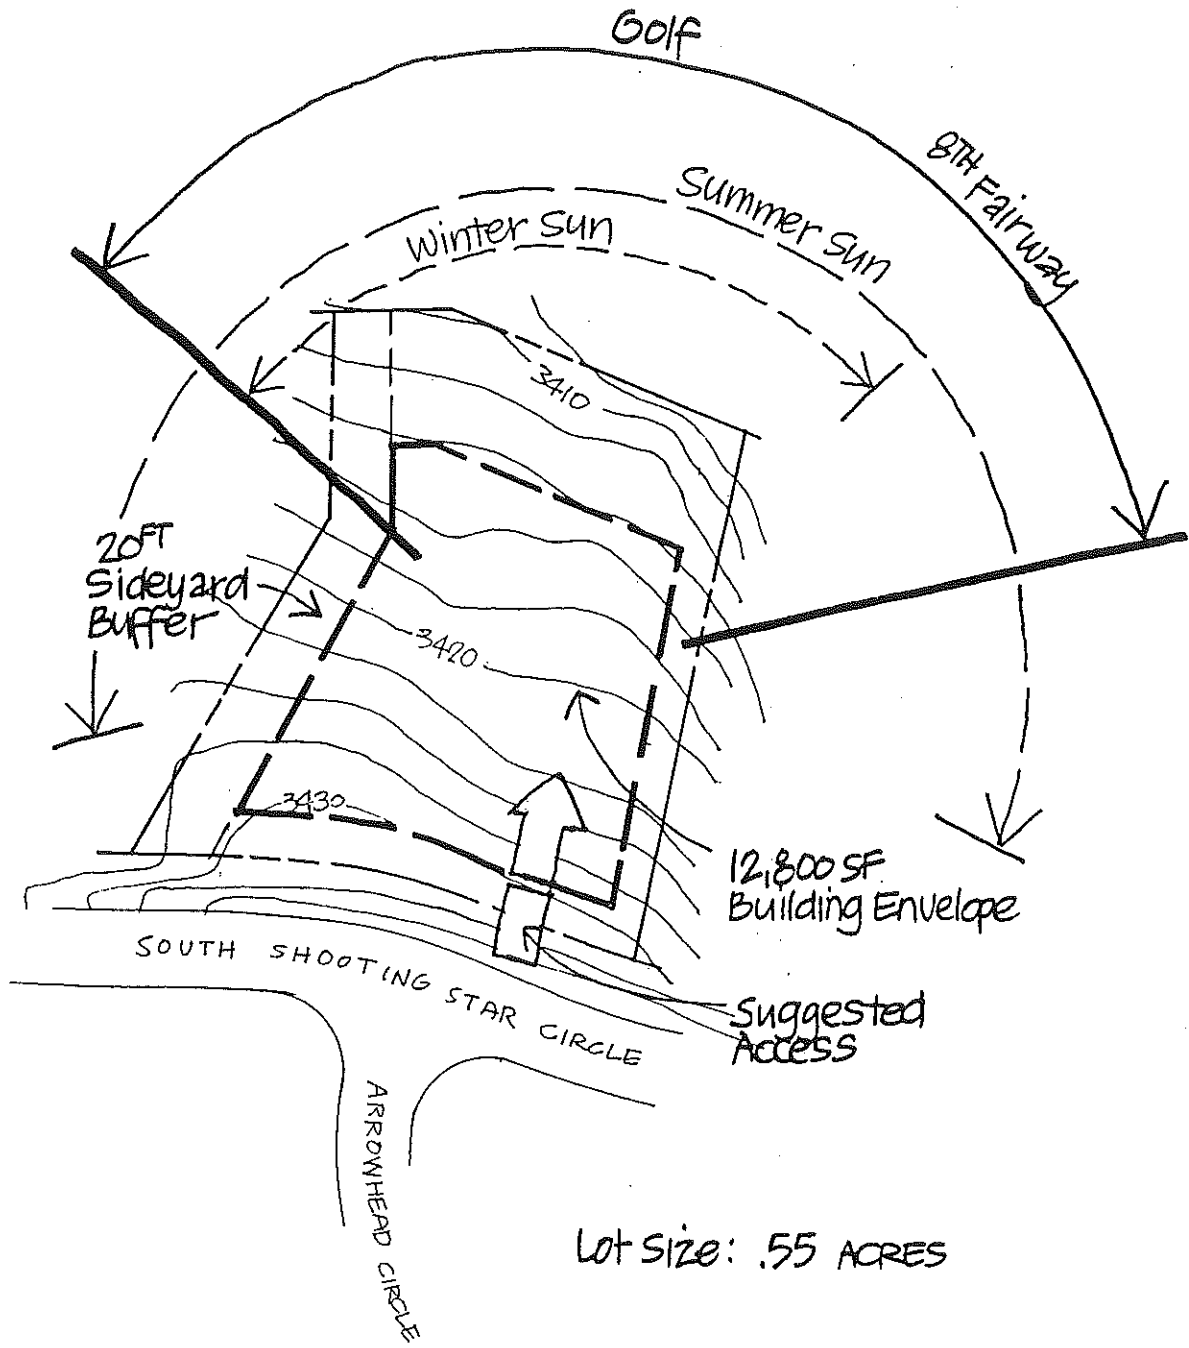 Golf
8TH Fairway
Summer Sun
Winter Sun
3410
20FT
Sideyard
Buffer
3420
3430
12,800 SF
Building Envelope
SOUTH SHOOTING STAR CIRCLE
Suggested
Access
ARROWHEAD CIRCLE
Lot Size: .55 ACRES